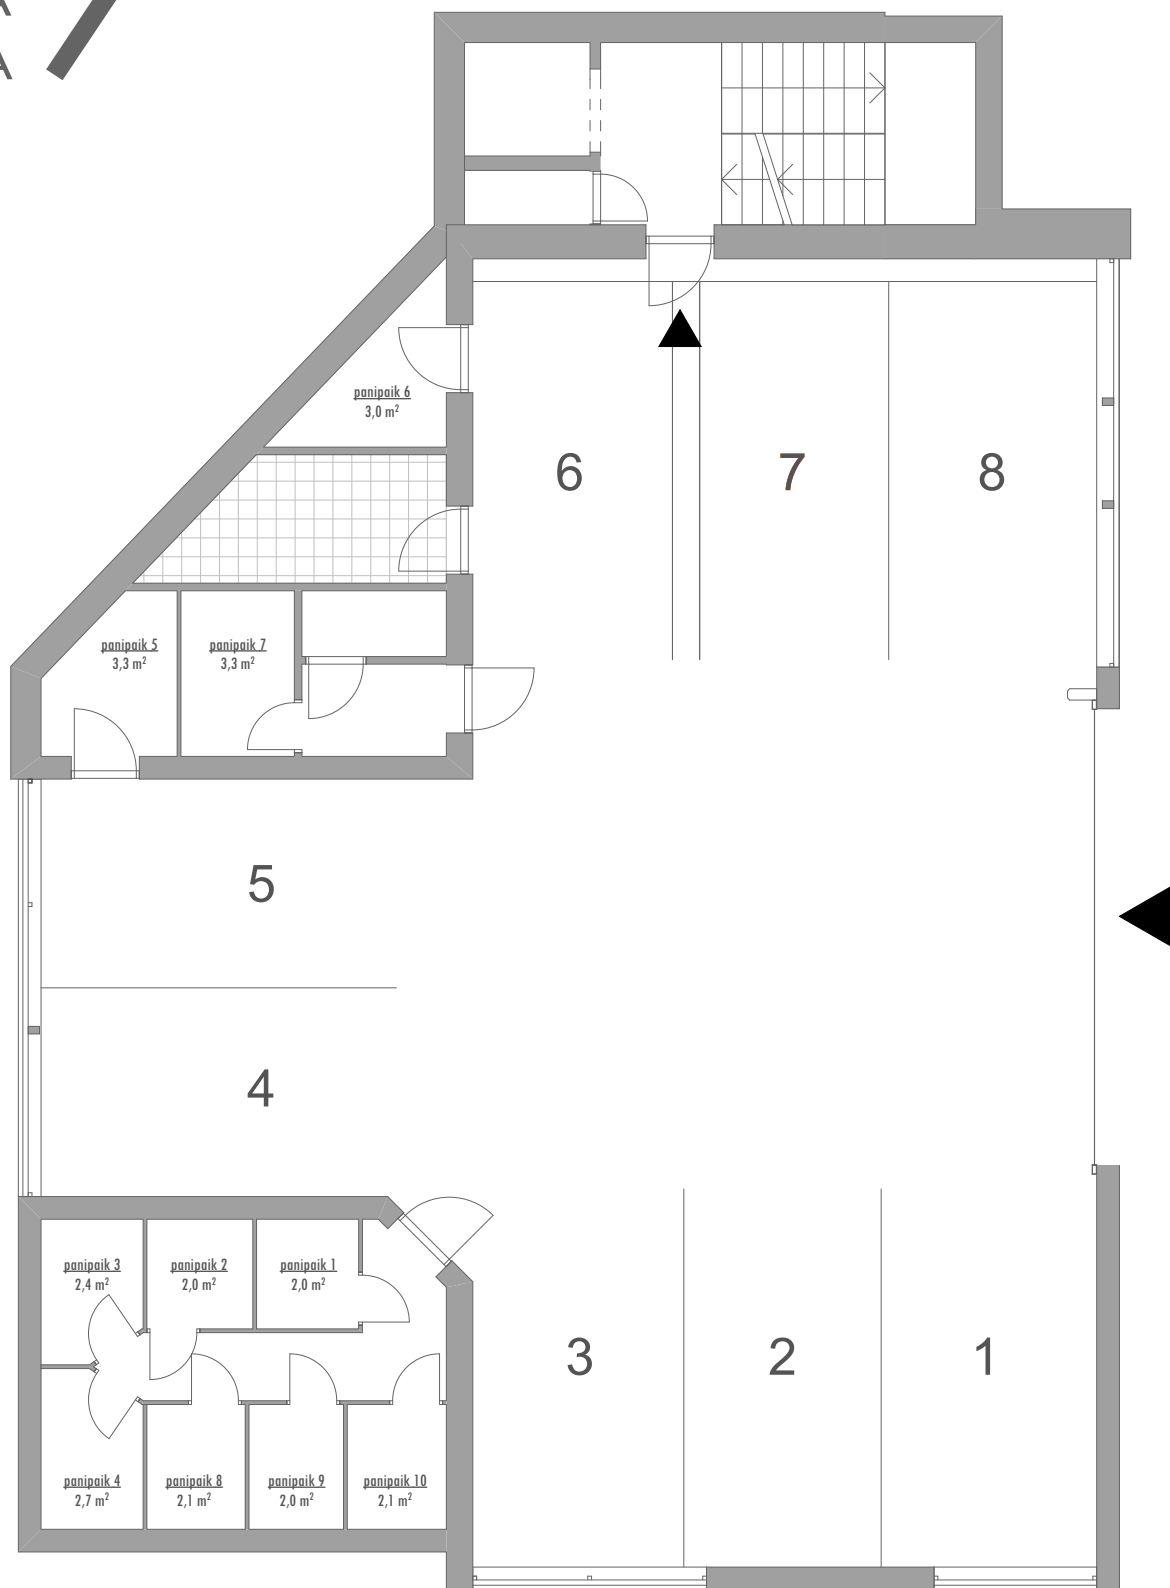 A
A
panipaik 6
3,0 m²
6
7
8
panipaik 5
3,3 m²
panipaik 7
3,3 m²
5
4
panipaik 3
2,4 m²
panipaik 2
2,0 m²
panipaik 1
2,0 m²
3
2
1
panipaik 4
2,7 m²
panipaik 8
2,1 m²
panipaik 9
2,0 m²
panipaik 10
2,1 m²